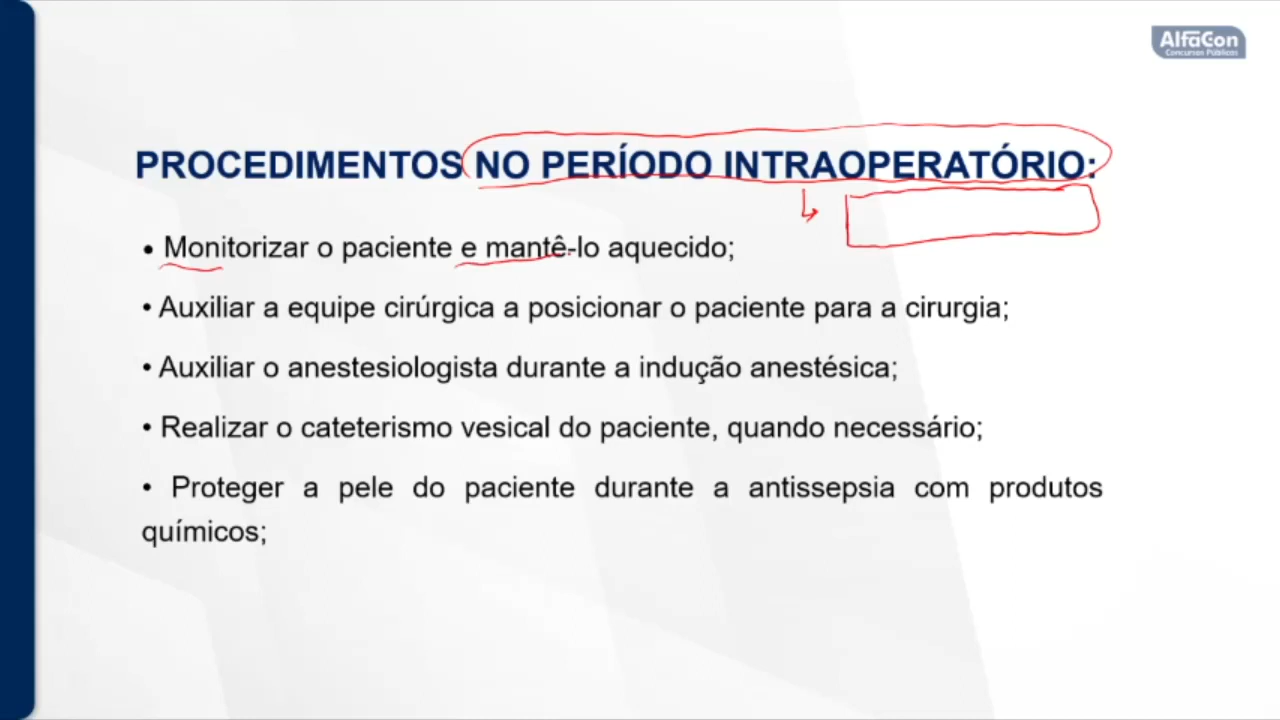 AlfaCon
Concursos Públicos
PROCEDIMENTOS NO PERÍODO INTRAOPERATÓRIO:
• Monitorizar o paciente e mantê-lo aquecido;
• Auxiliar a equipe cirúrgica a posicionar o paciente para a cirurgia;
• Auxiliar o anestesiologista durante a indução anestésica;
• Realizar o cateterismo vesical do paciente, quando necessário;
• Proteger a pele do paciente durante a antissepsia com produtos
químicos;